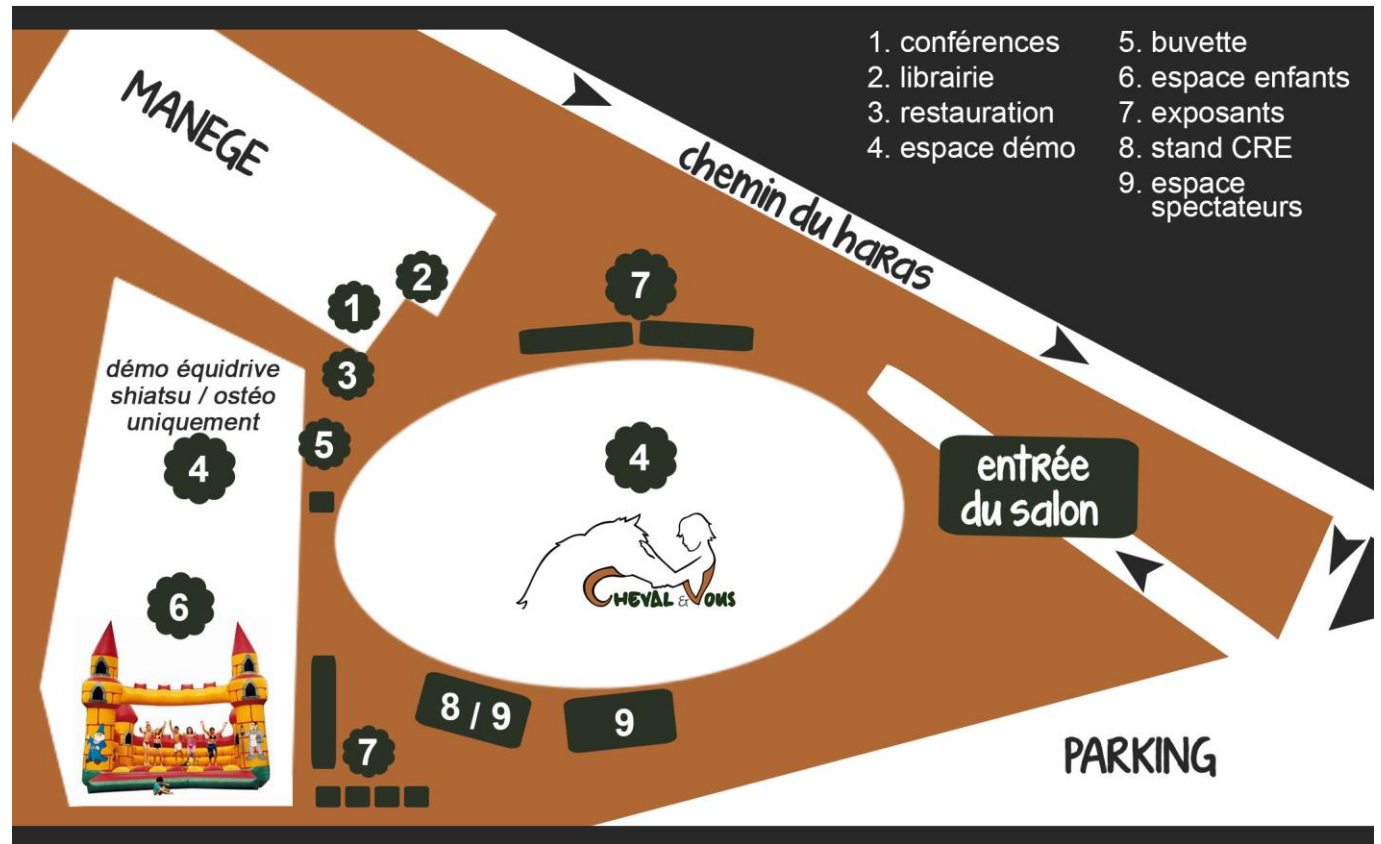 1. conférences
2. librairie
3. restauration
4. espace démo
5. buvette
6. espace enfants
7. exposants
8. stand CRE
9. espace
spectateurs
MANEGE
chemin du haras
2
7
1
3
démo équidrive
shiatsu / ostéo
uniquement
5
4
4
entrée
du salon
CHEVAL & VOUS
6
8 / 9
9
7
PARKING